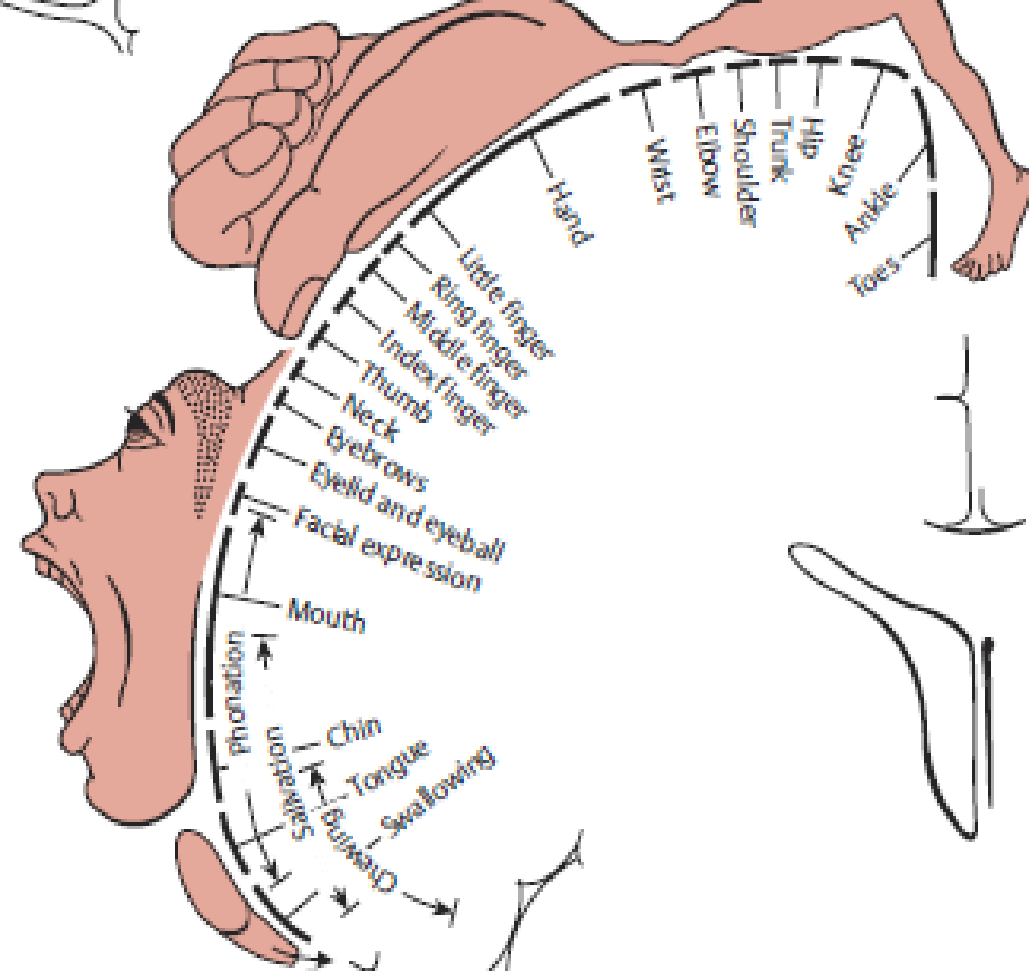 Toes
Ankle
Knee
Hip
Trunk
Shoulder
Elbow
Wrist
Hand
Little finger
Ring finger
Middle finger
Index finger
Thumb
Neck
Eyebrows
Eyelid and eyeball
Facial expression
Mouth
Phonation
Salivation
Chin
Tongue
Swallowing
Chewing